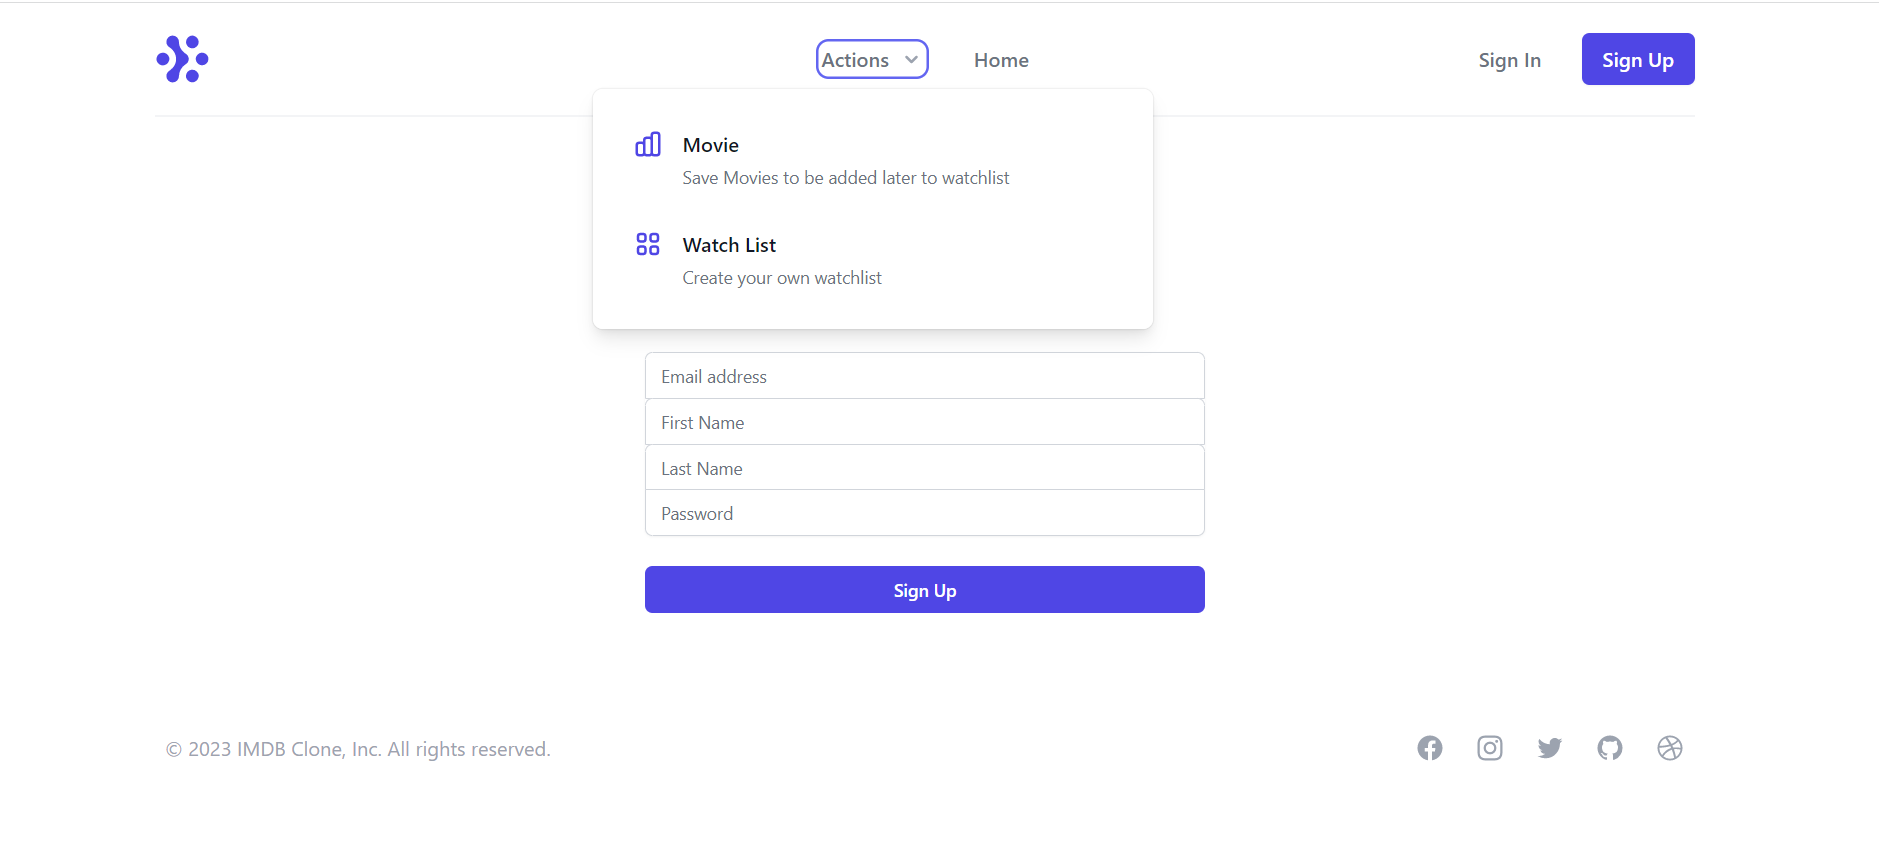 Actions Home Sign In Sign Up
Movie
Save Movies to be added later to watchlist
Watch List
Create your own watchlist
Email address
First Name
Last Name
Password
Sign Up
© 2023 IMDB Clone, Inc. All rights reserved.